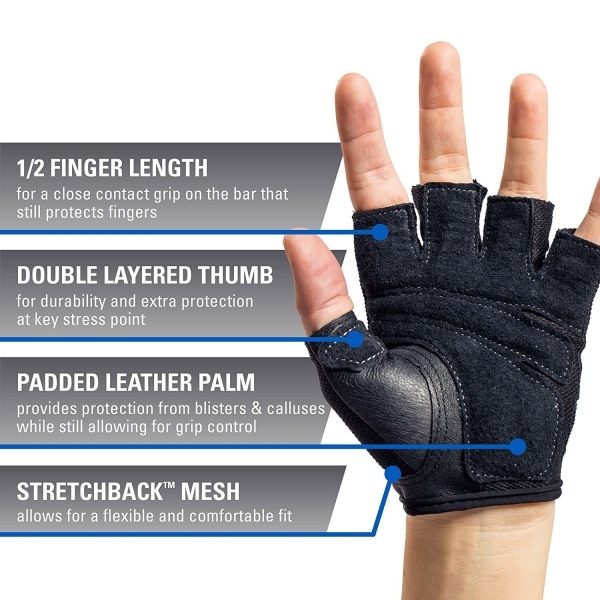 1/2 FINGER LENGTH
for a close contact grip on the bar that
still protects fingers
DOUBLE LAYERED THUMB
for durability and extra protection
at key stress point
PADDED LEATHER PALM
provides protection from blisters & calluses
while still allowing for grip control
STRETCHBACK™ MESH
allows for a flexible and comfortable fit